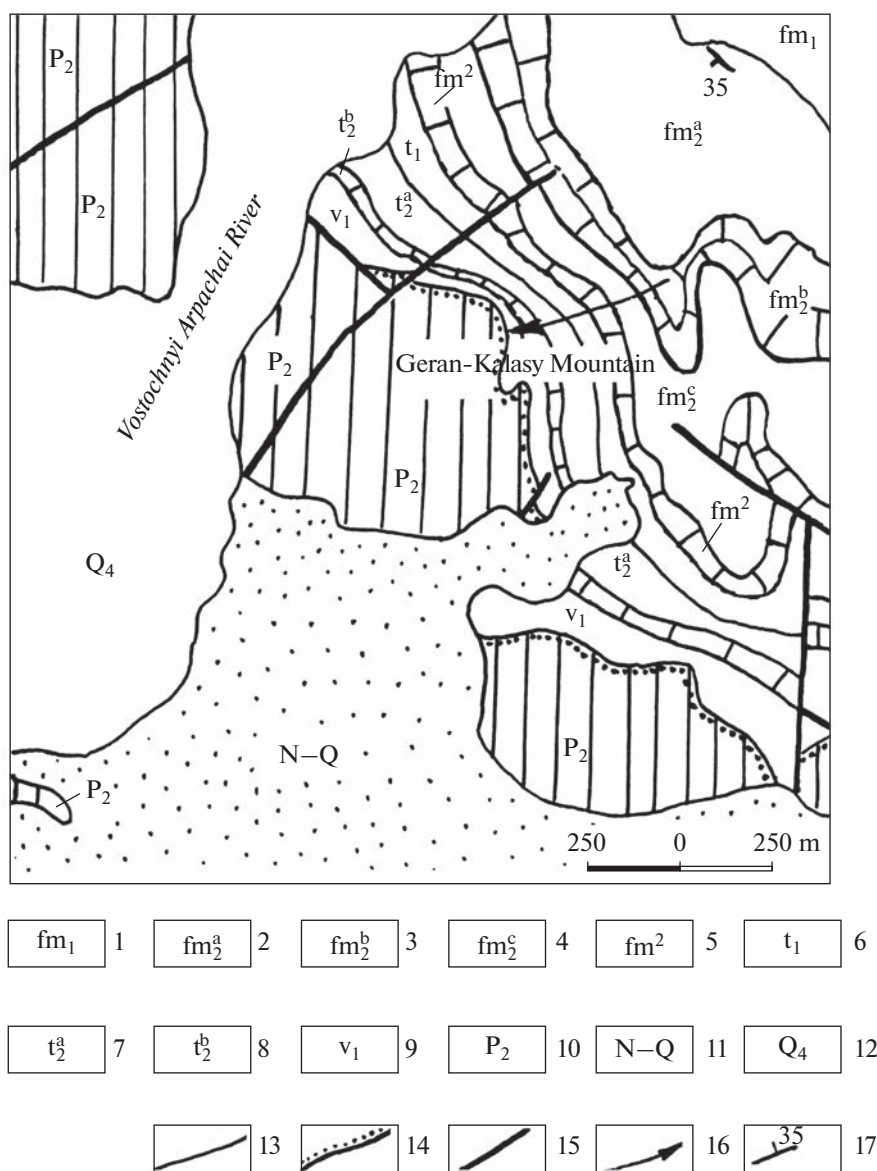 P₂
fm₁
fm²
35
fm₂ᵃ
t₂ᵇ
t₁
P₂
t₂ᵃ
v₁
Vostochnyi Arpachai River
fm₂ᵇ
P₂
Geran-Kalasy Mountain
fm₂ᶜ
P₂
fm²
Q₄
t₂ᵃ
v₁
N–Q
P₂
P₂
250 0 250 m
fm₁ 1 fm₂ᵃ 2 fm₂ᵇ 3 fm₂ᶜ 4 fm² 5 t₁ 6
t₂ᵃ 7 t₂ᵇ 8 v₁ 9 P₂ 10 N–Q 11 Q₄ 12
13 14 15 16 35 17